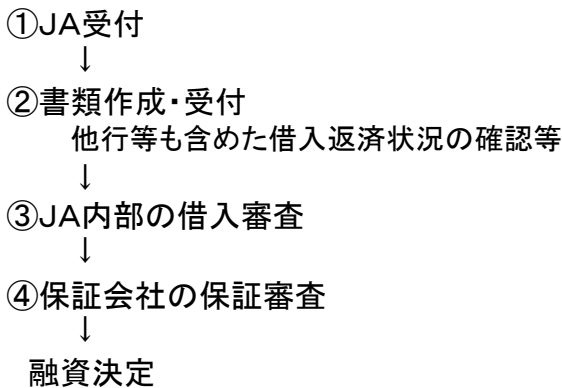 ①ＪＡ受付
↓
②書類作成・受付
他行等も含めた借入返済状況の確認等
↓
③ＪＡ内部の借入審査
↓
④保証会社の保証審査
↓
融資決定